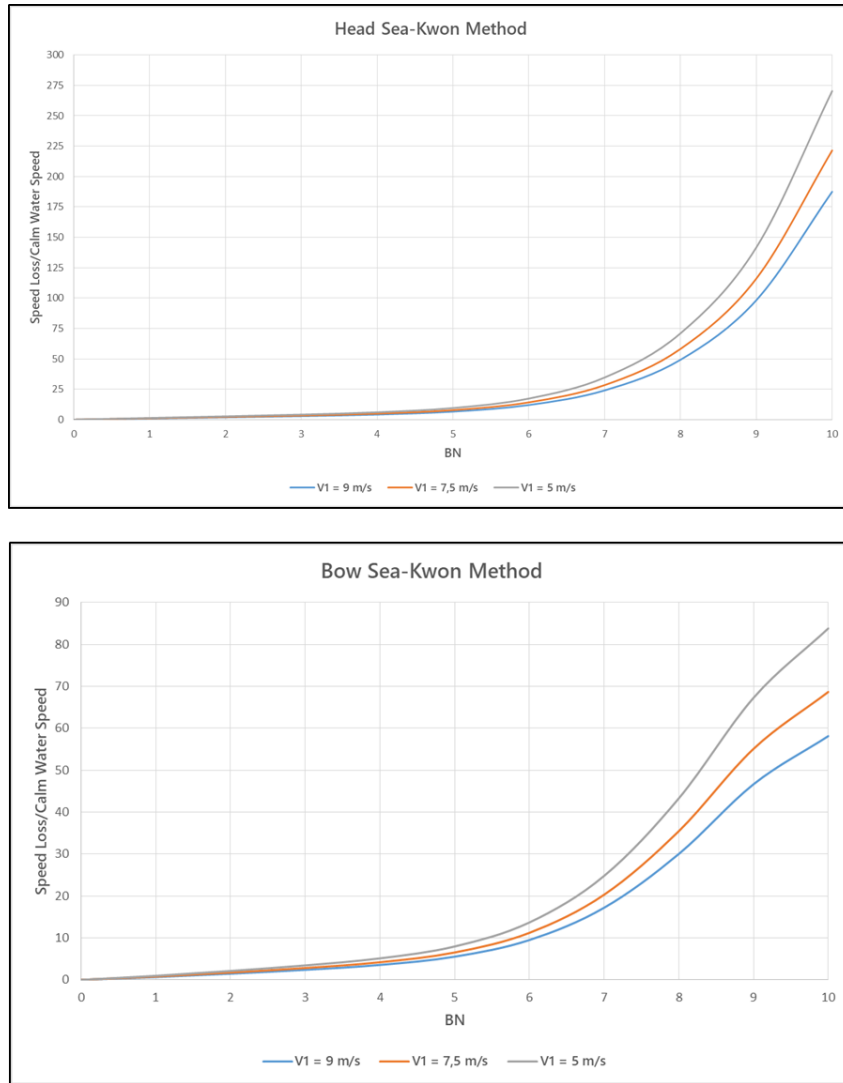 Head Sea-Kwon Method
300
275
250
225
200
175
150
125
100
75
50
25
0
Speed Loss/Calm Water Speed
0 1 2 3 4 5 6 7 8 9 10
BN
V1 = 9 m/s V1 = 7,5 m/s V1 = 5 m/s
Bow Sea-Kwon Method
90
80
70
60
50
40
30
20
10
0
Speed Loss/Calm Water Speed
0 1 2 3 4 5 6 7 8 9 10
BN
V1 = 9 m/s V1 = 7,5 m/s V1 = 5 m/s